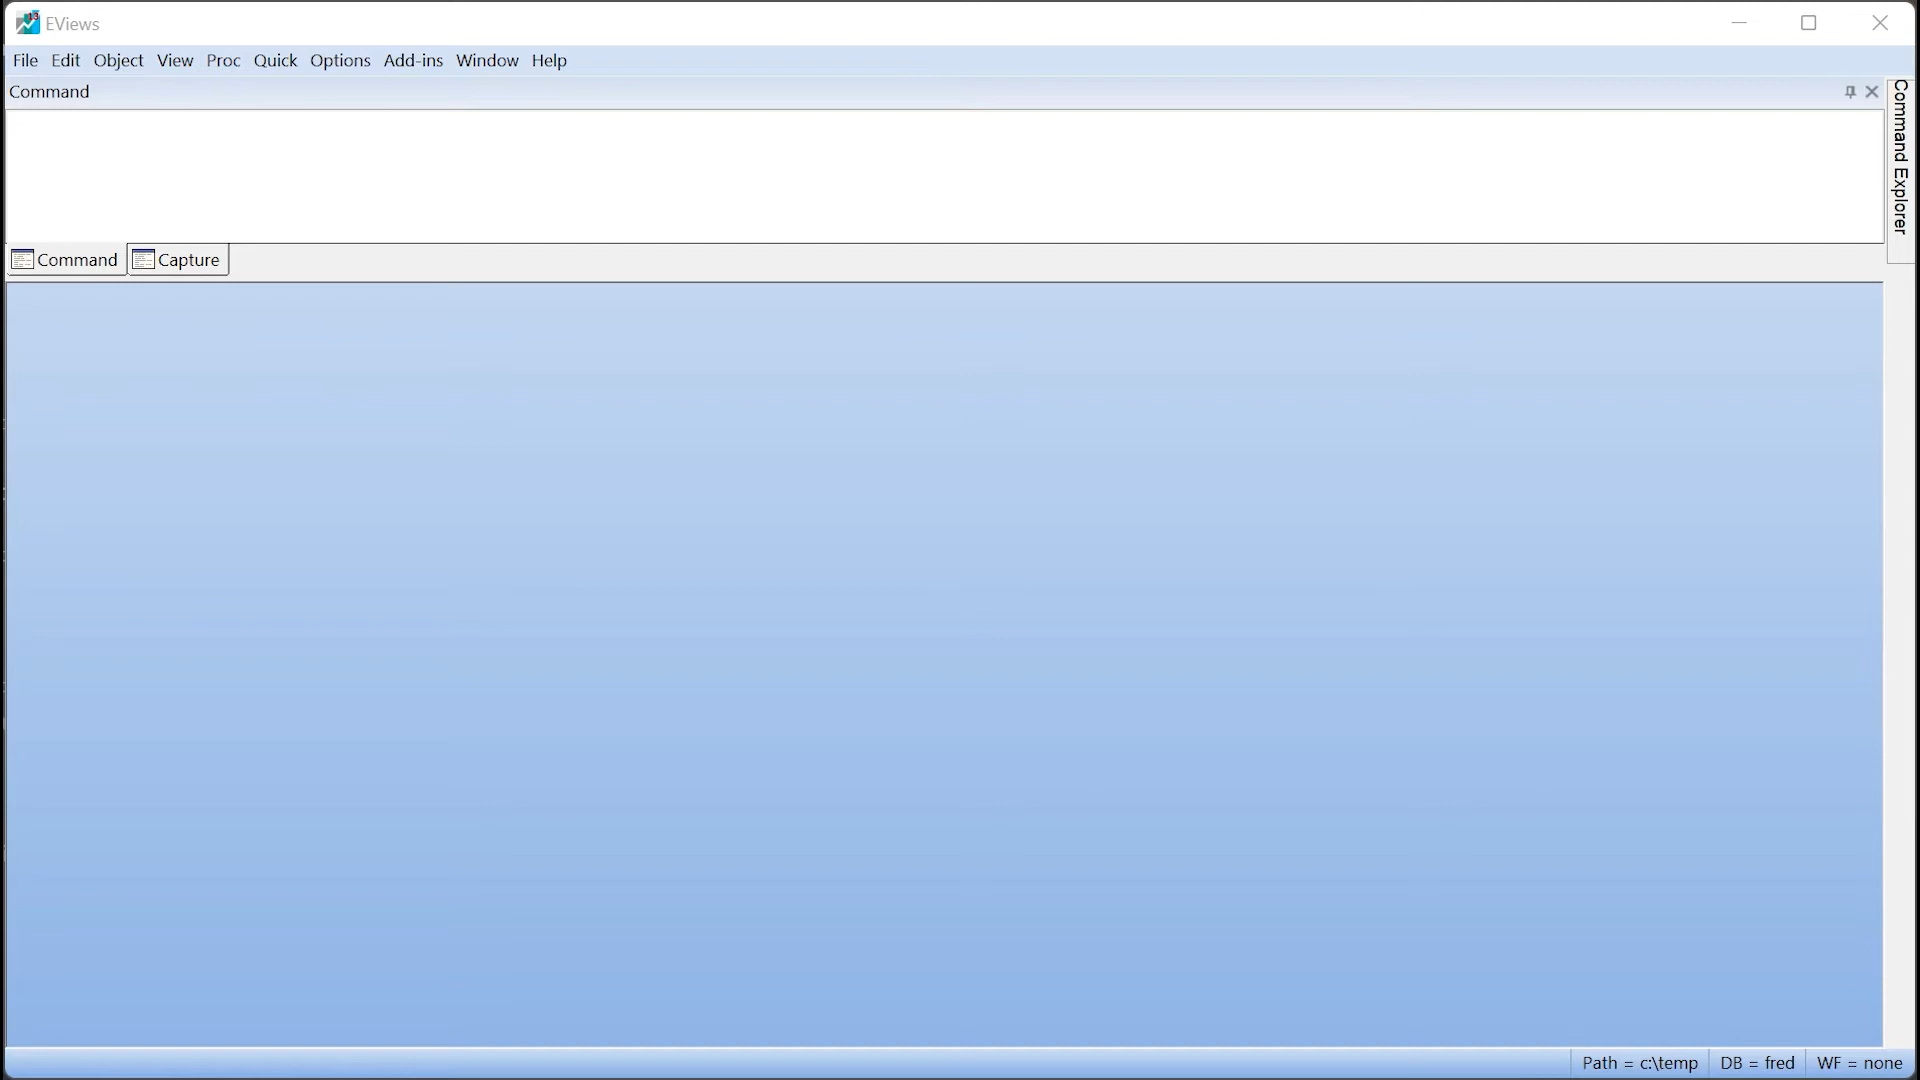 EViews
File Edit Object View Proc Quick Options Add-ins Window Help
Command
Command Explorer
Command Capture
Path = c:\temp DB = fred WF = none